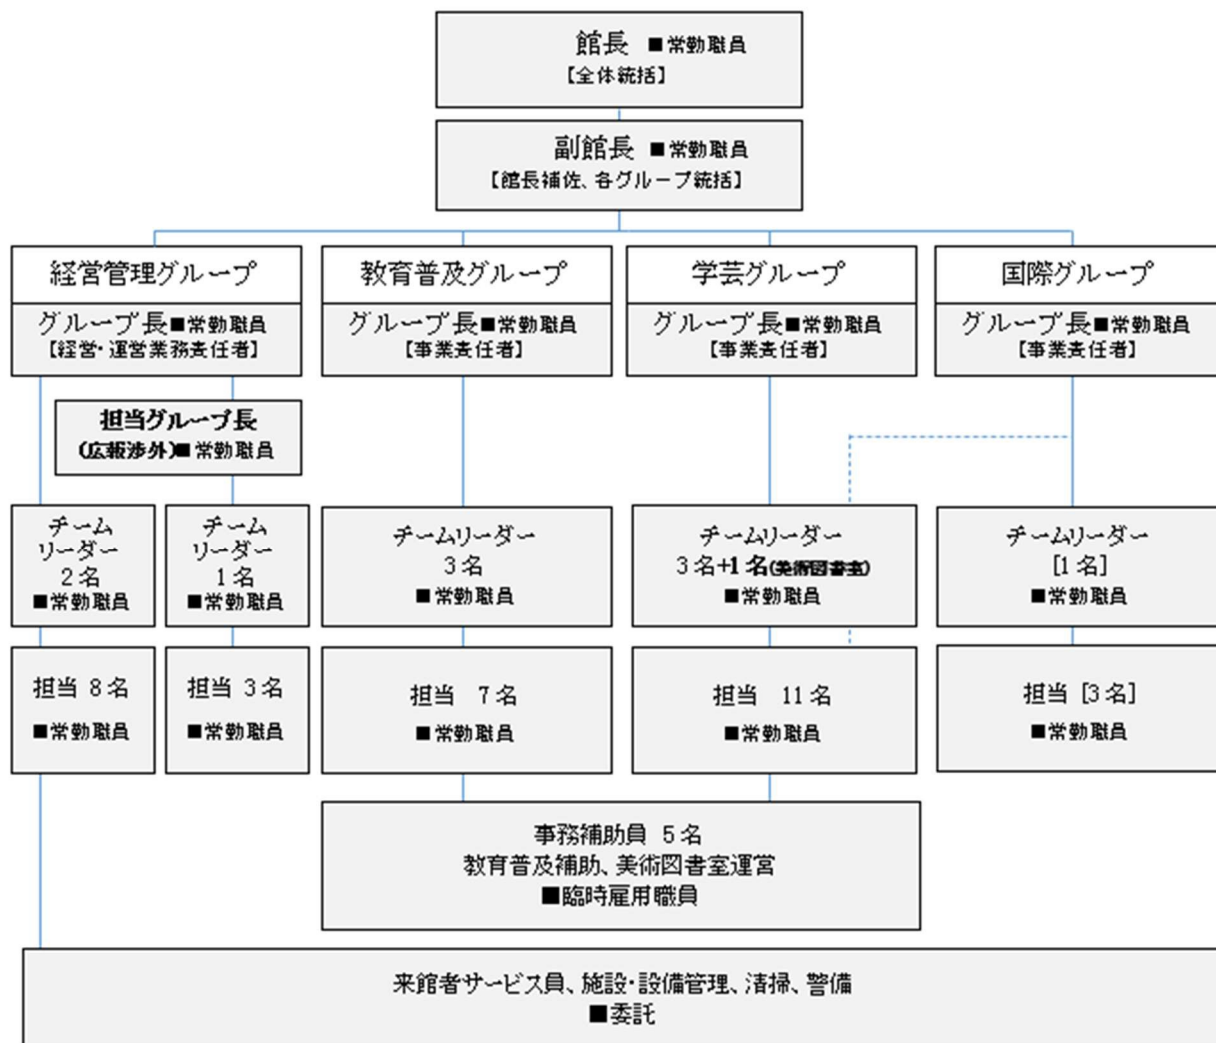 館長 ■常勤職員
【全体統括】
副館長 ■常勤職員
【館長補佐、各グループ統括】
経営管理グループ
グループ長■常勤職員
【経営・運営業務責任者】
教育普及グループ
グループ長■常勤職員
【事業責任者】
学芸グループ
グループ長■常勤職員
【事業責任者】
国際グループ
グループ長■常勤職員
【事業責任者】
担当グループ長
(広報渉外)■常勤職員
チーム
リーダー
2名
■常勤職員
チーム
リーダー
1名
■常勤職員
チームリーダー
3名
■常勤職員
チームリーダー
3名+1名(美術図書室)
■常勤職員
チームリーダー
[1名]
■常勤職員
担当 8名
■常勤職員
担当 3名
■常勤職員
担当 7名
■常勤職員
担当 11名
■常勤職員
担当 [3名]
■常勤職員
事務補助員 5名
教育普及補助、美術図書室運営
■臨時雇用職員
来館者サービス員、施設・設備管理、清掃、警備
■委託